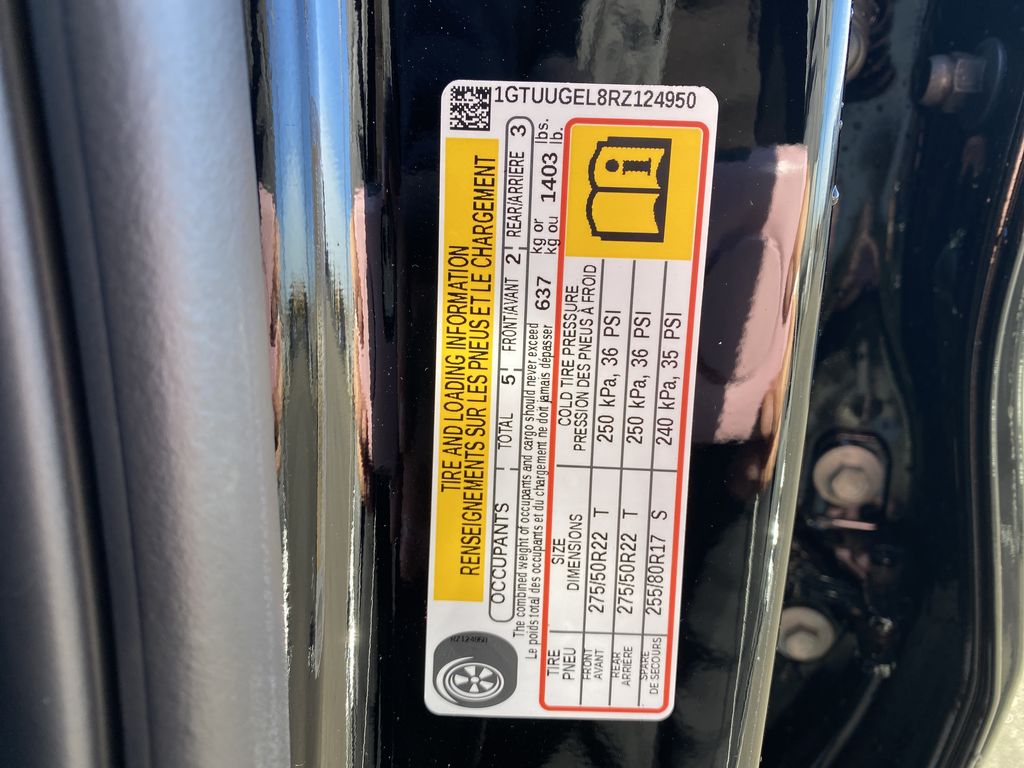 1GTUUGEL8RZ124950
TIRE AND LOADING INFORMATION
RENSEIGNEMENTS SUR LES PNEUS ET LE CHARGEMENT
OCCUPANTS TOTAL 5 FRONT/AVANT 2 REAR/ARRIÈRE 3
The combined weight of occupants and cargo should never exceed 637 kg or 1403 lbs.
Le poids total des occupants et du chargement ne doit jamais dépasser kg ou lb.
TIRE SIZE COLD TIRE PRESSURE
PNEU DIMENSIONS PRESSION DES PNEUS À FROID
FRONT
AVANT 275/50R22 T 250 kPa, 36 PSI
REAR
ARRIÈRE 275/50R22 T 250 kPa, 36 PSI
SPARE
DE SECOURS 255/80R17 S 240 kPa, 35 PSI
RZ124950
i